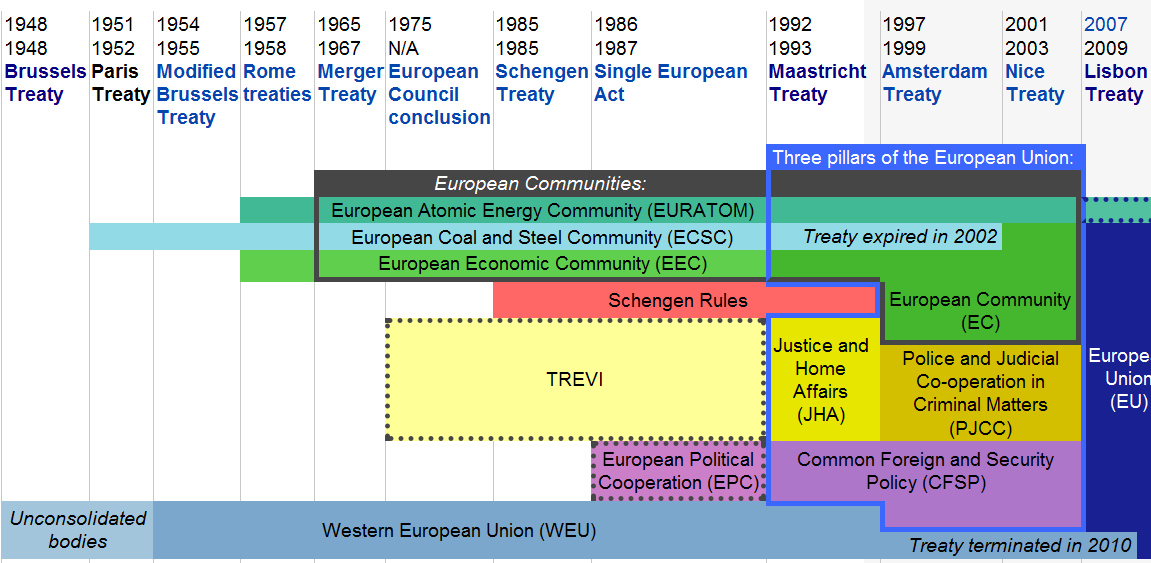 1948
1948
Brussels
Treaty
1951
1952
Paris
Treaty
1954
1955
Modified
Brussels
Treaty
1957
1958
Rome
treaties
1965
1967
Merger
Treaty
1975
N/A
European
Council
conclusion
1985
1985
Schengen
Treaty
1986
1987
Single European
Act
1992
1993
Maastricht
Treaty
1997
1999
Amsterdam
Treaty
2001
2003
Nice
Treaty
2007
2009
Lisbon
Treaty
Three pillars of the European Union:
European Communities:
European Atomic Energy Community (EURATOM)
European Coal and Steel Community (ECSC)
Treaty expired in 2002
European Economic Community (EEC)
Schengen Rules
European Community
(EC)
TREVI
Justice and
Home
Affairs
(JHA)
Police and Judicial
Co-operation in
Criminal Matters
(PJCC)
Europe
Union
(EU)
European Political
Cooperation (EPC)
Common Foreign and Security
Policy (CFSP)
Unconsolidated
bodies
Western European Union (WEU)
Treaty terminated in 2010